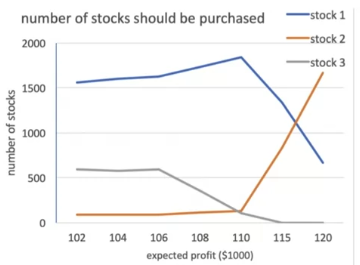 number of stocks should be purchased
stock 1
stock 2
stock 3
2000
1500
1000
500
0
number of stocks
102 104 106 108 110 115 120
expected profit ($1000)